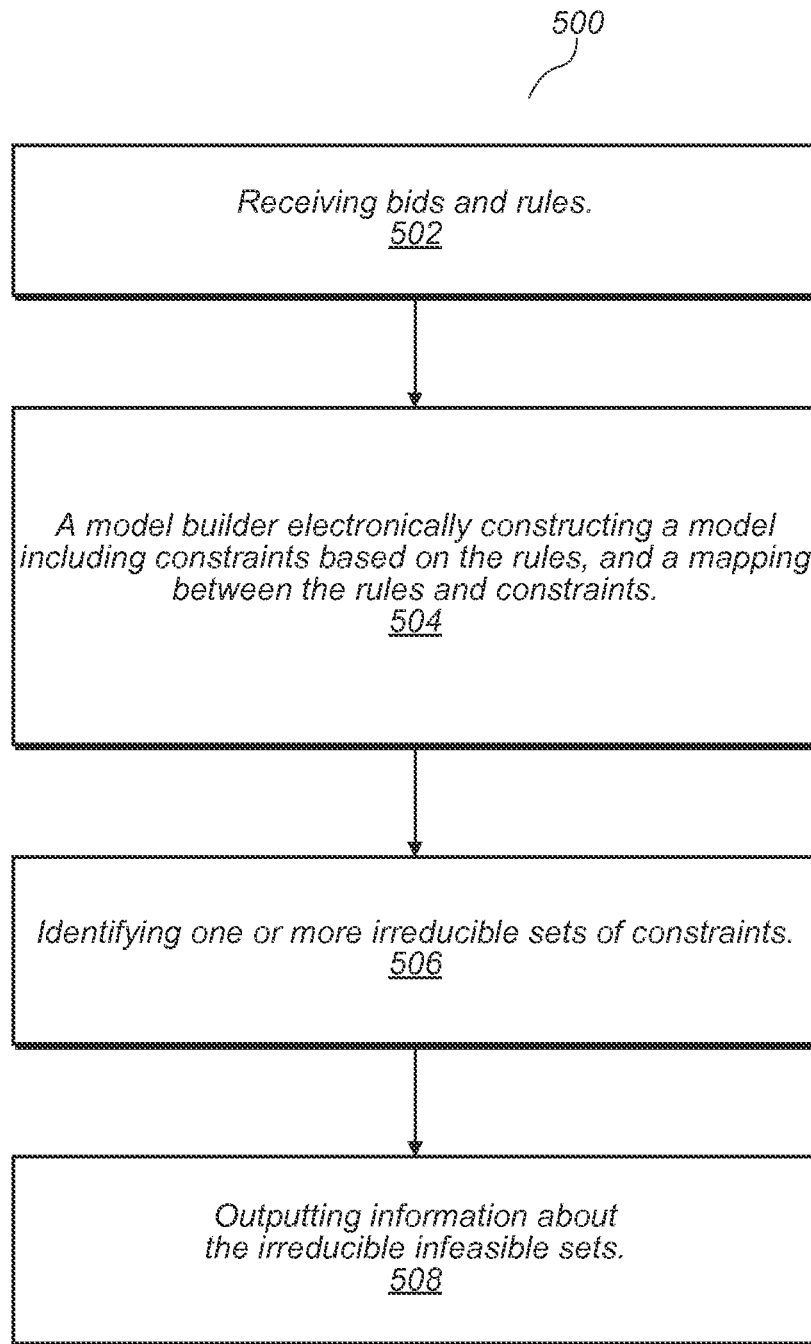 500
Receiving bids and rules.
502
A model builder electronically constructing a model
including constraints based on the rules, and a mapping
between the rules and constraints.
504
Identifying one or more irreducible sets of constraints.
506
Outputting information about
the irreducible infeasible sets.
508